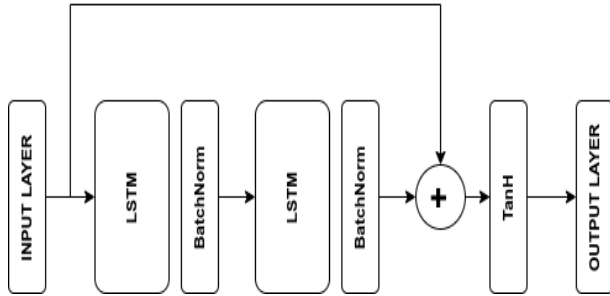 INPUT LAYER
LSTM
BatchNorm
LSTM
BatchNorm
+
TanH
OUTPUT LAYER